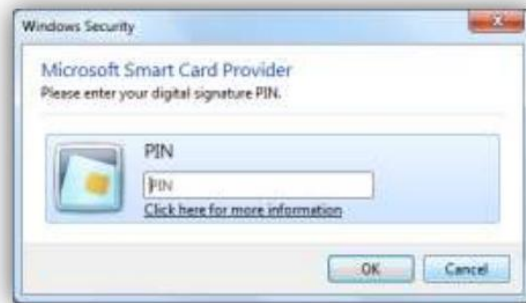 Windows Security
Microsoft Smart Card Provider
Please enter your digital signature PIN.
PIN
PIN
Click here for more information
OK
Cancel